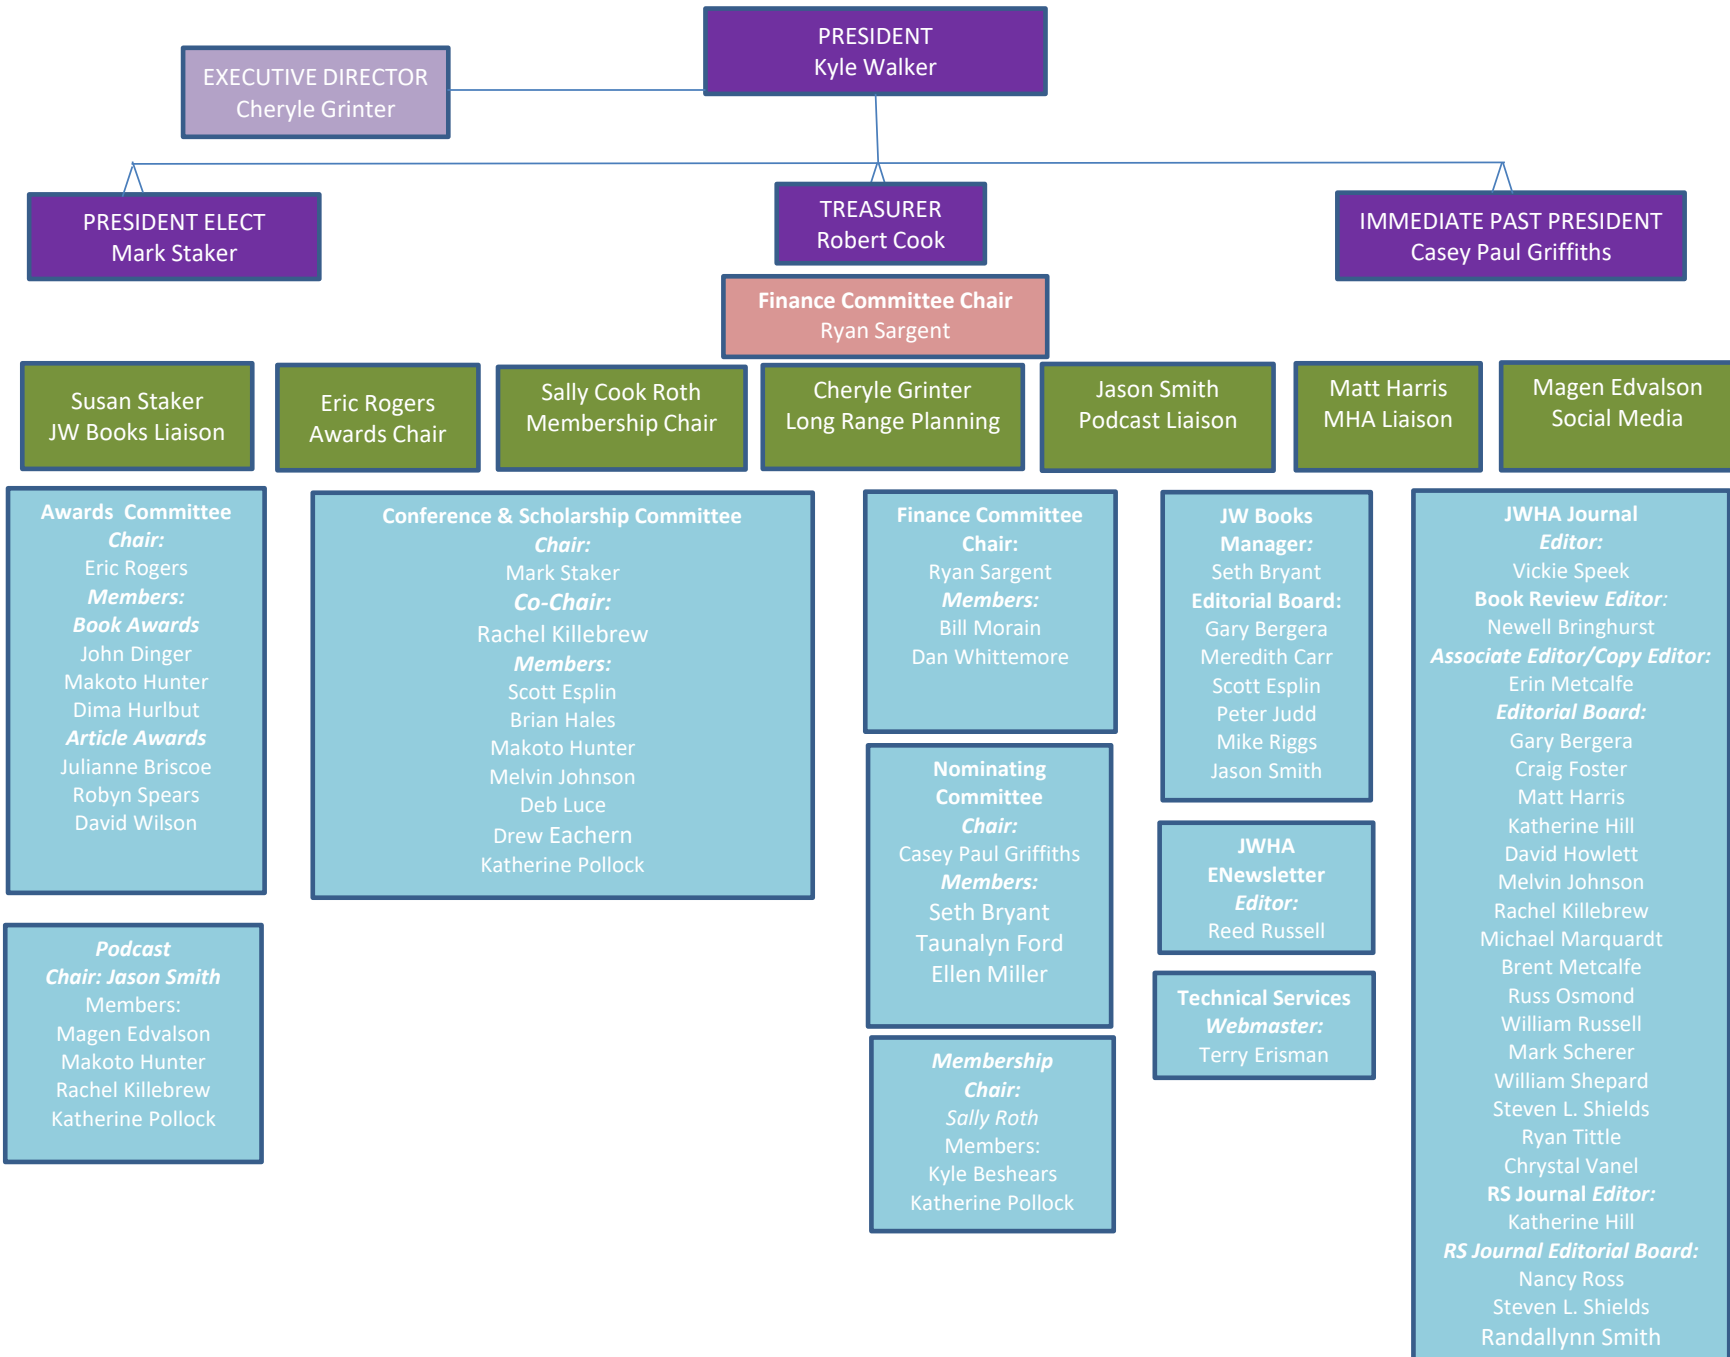 PRESIDENT
Kyle Walker
EXECUTIVE DIRECTOR
Cheryle Grinter
PRESIDENT ELECT
Mark Staker
TREASURER
Robert Cook
IMMEDIATE PAST PRESIDENT
Casey Paul Griffiths
Finance Committee Chair
Ryan Sargent
Susan Staker
JW Books Liaison
Eric Rogers
Awards Chair
Sally Cook Roth
Membership Chair
Cheryle Grinter
Long Range Planning
Jason Smith
Podcast Liaison
Matt Harris
MHA Liaison
Magen Edvalson
Social Media
Awards  Committee
Chair:
Eric Rogers
Members:
Book Awards
John Dinger
Makoto Hunter
Dima Hurlbut
Article Awards
Julianne Briscoe
Robyn Spears
David Wilson
Podcast
Chair: Jason Smith
Members:
Magen Edvalson
Makoto Hunter
Rachel Killebrew
Katherine Pollock
Conference & Scholarship Committee
Chair:
Mark Staker
Co-Chair:
Rachel Killebrew
Members:
Scott Esplin
Brian Hales
Makoto Hunter
Melvin Johnson
Deb Luce
Drew Eachern
Katherine Pollock
Finance Committee
Chair:
Ryan Sargent
Members:
Bill Morain
Dan Whittemore
Nominating
Committee
Chair:
Casey Paul Griffiths
Members:
Seth Bryant
Taunalyn Ford
Ellen Miller
Membership
Chair:
Sally Roth
Members:
Kyle Beshears
Katherine Pollock
JW Books
Manager:
Seth Bryant
Editorial Board:
Gary Bergera
Meredith Carr
Scott Esplin
Peter Judd
Mike Riggs
Jason Smith
JWHA
ENewsletter
Editor:
Reed Russell
Technical Services
Webmaster:
Terry Erisman
JWHA Journal
Editor:
Vickie Speek
Book Review Editor:
Newell Bringhurst
Associate Editor/Copy Editor:
Erin Metcalfe
Editorial Board:
Gary Bergera
Craig Foster
Matt Harris
Katherine Hill
David Howlett
Melvin Johnson
Rachel Killebrew
Michael Marquardt
Brent Metcalfe
Russ Osmond
William Russell
Mark Scherer
William Shepard
Steven L. Shields
Ryan Tittle
Chrystal Vanel
RS Journal Editor:
Katherine Hill
RS Journal Editorial Board:
Nancy Ross
Steven L. Shields
Randallynn Smith